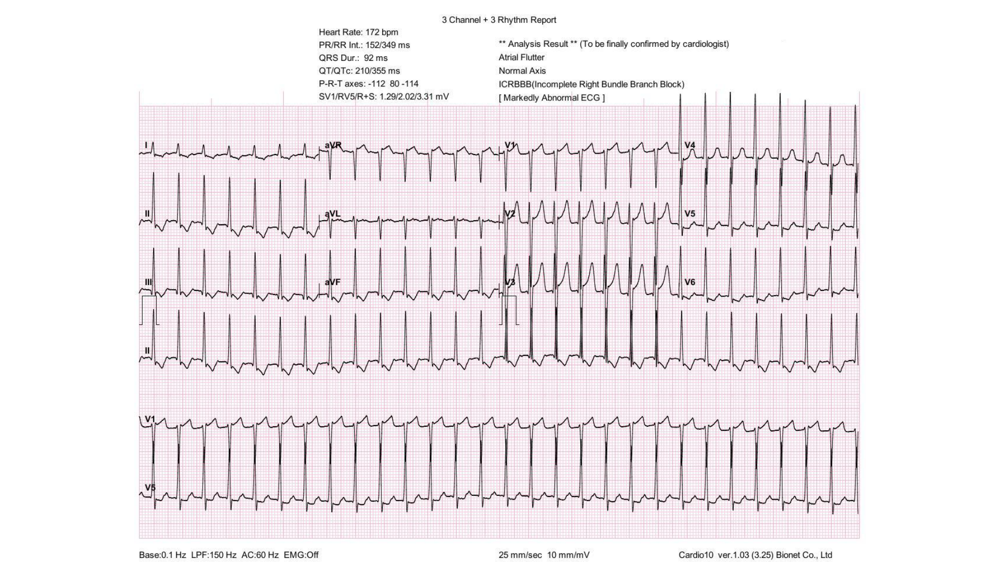 3 Channel + 3 Rhythm Report
Heart Rate: 172 bpm
PR/RR Int.: 152/349 ms
QRS Dur.: 92 ms
QT/QTc: 210/355 ms
P-R-T axes: -112 80 -114
SV1/RV5/R+S: 1.29/2.02/3.31 mV
** Analysis Result ** (To be finally confirmed by cardiologist)
Atrial Flutter
Normal Axis
ICRBBB(Incomplete Right Bundle Branch Block)
[ Markedly Abnormal ECG ]
I aVR V1 V4
II aVL V2 V5
III aVF V3 V6
II
V1
V5
Base:0.1 Hz LPF:150 Hz AC:60 Hz EMG:Off 25 mm/sec 10 mm/mV Cardio10 ver.1.03 (3.25) Bionet Co., Ltd